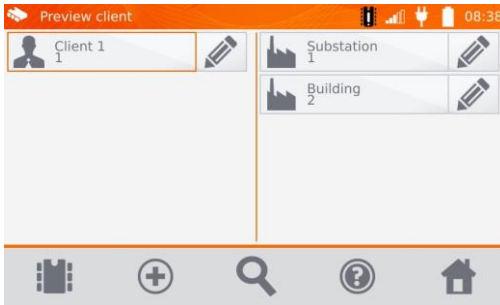 Preview client
08:38
Client 1
1
Substation
1
Building
2